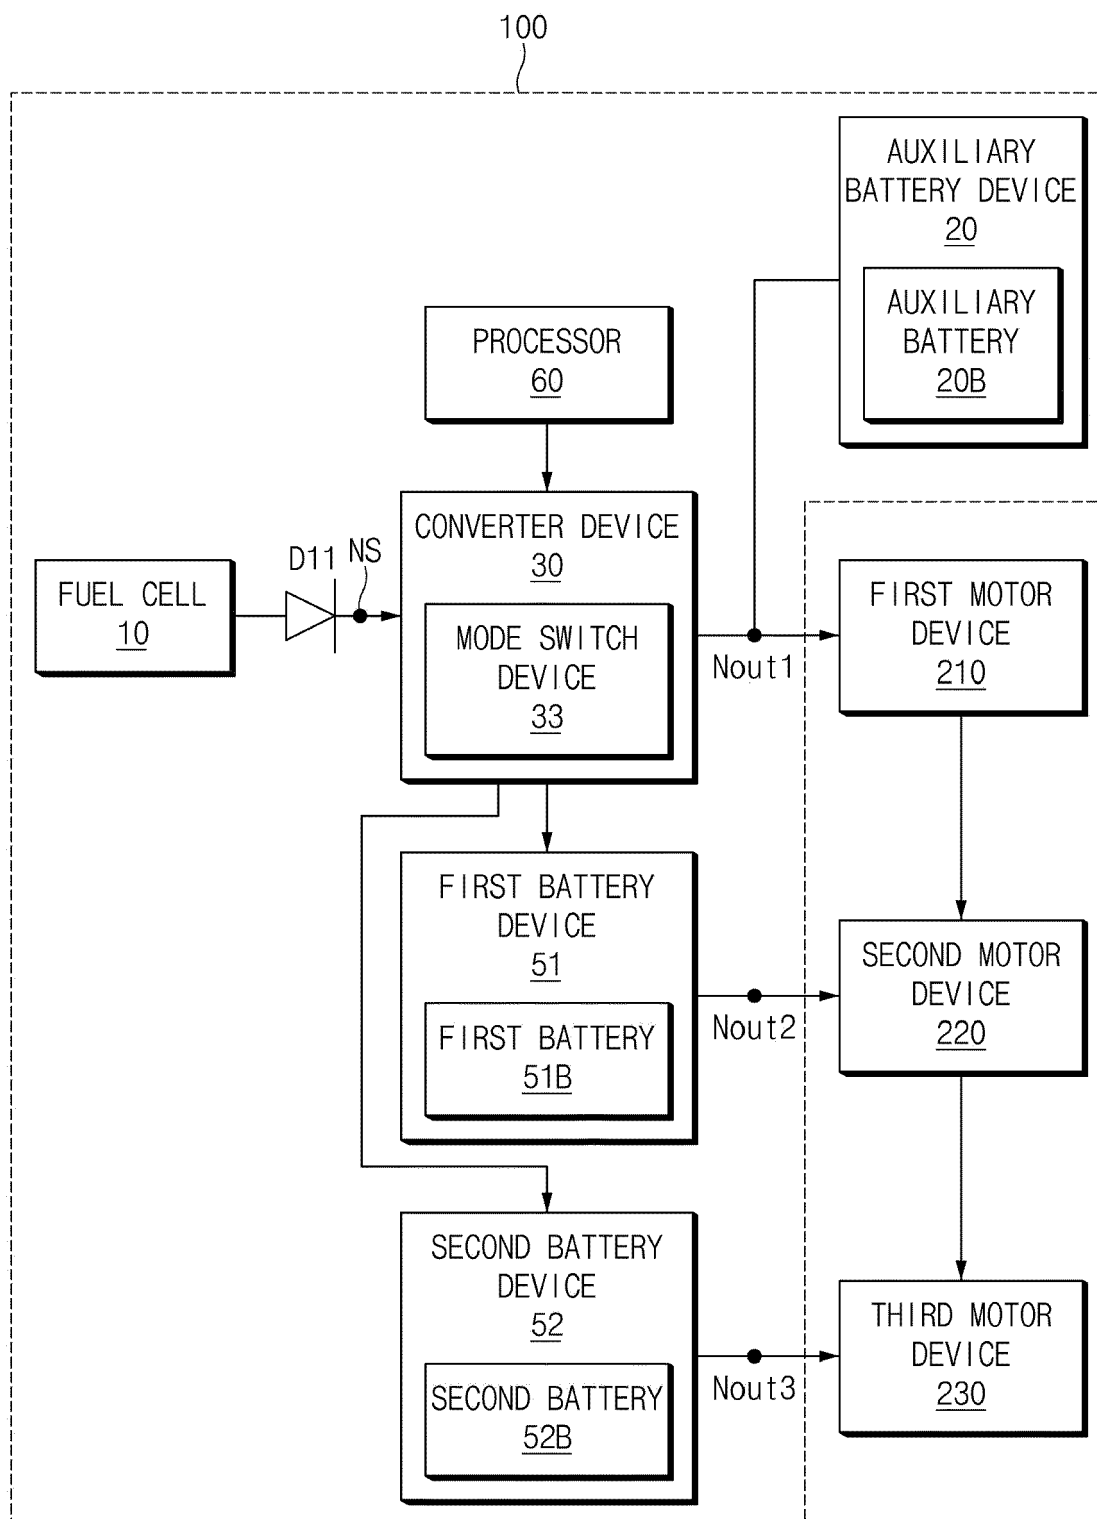 100
AUXILIARY
BATTERY DEVICE
20
AUXILIARY
BATTERY
20B
PROCESSOR
60
CONVERTER DEVICE
30
MODE SWITCH
DEVICE
33
D11
NS
FUEL CELL
10
Nout1
FIRST MOTOR
DEVICE
210
FIRST BATTERY
DEVICE
51
FIRST BATTERY
51B
Nout2
SECOND MOTOR
DEVICE
220
SECOND BATTERY
DEVICE
52
SECOND BATTERY
52B
Nout3
THIRD MOTOR
DEVICE
230